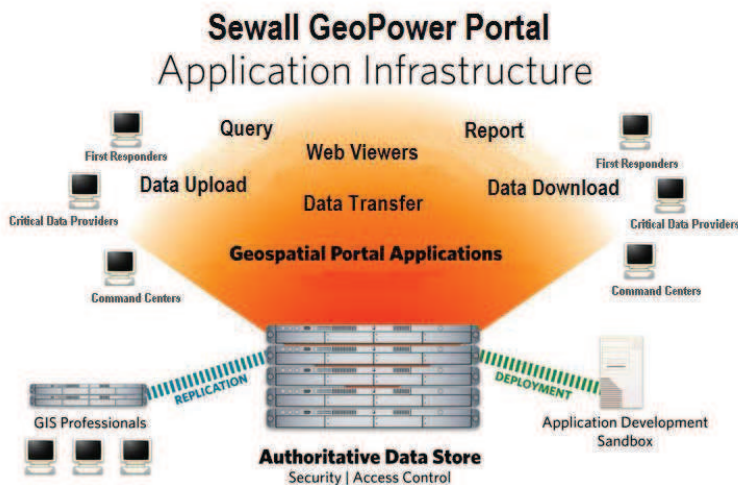 Sewall GeoPower Portal
Application Infrastructure
Query
Report
First Responders
Web Viewers
First Responders
Data Upload
Data Download
Critical Data Providers
Data Transfer
Critical Data Providers
Geospatial Portal Applications
Command Centers
Command Centers
REPLICATION
DEPLOYMENT
GIS Professionals
Application Development
Sandbox
Authoritative Data Store
Security | Access Control